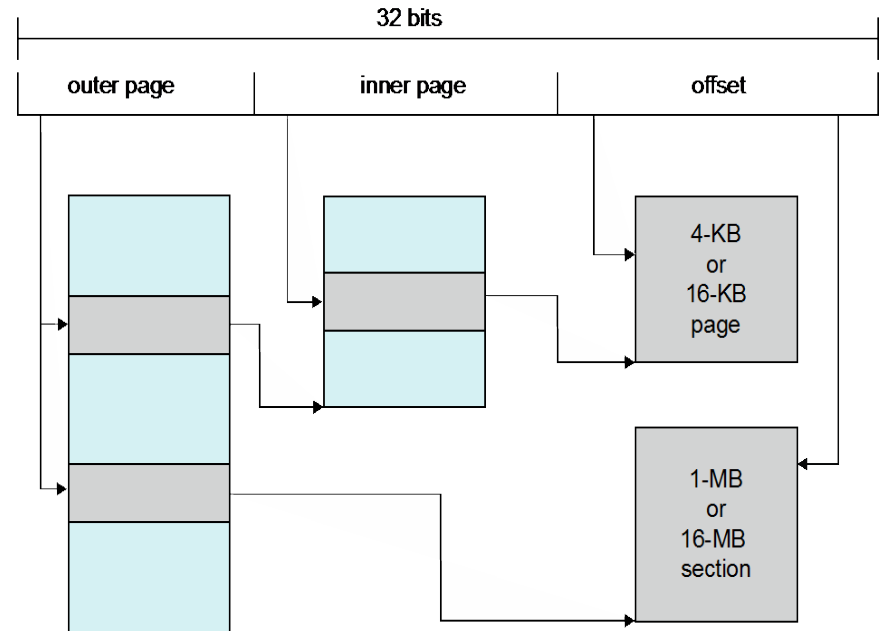 32 bits
outer page
inner page
offset
4-KB
or
16-KB
page
1-MB
or
16-MB
section